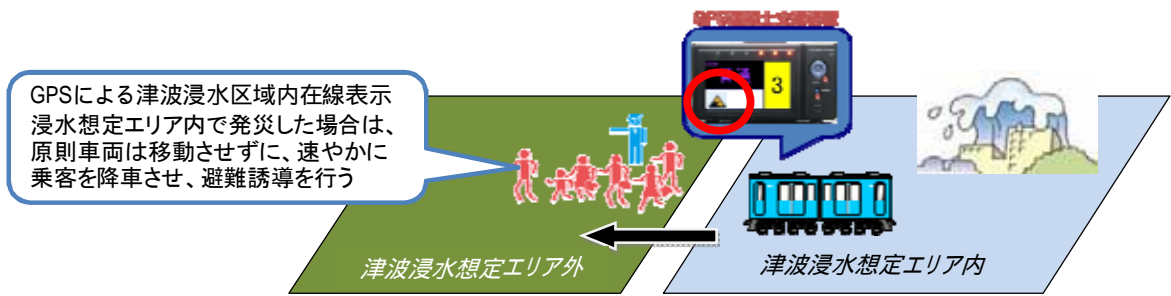 GPSによる津波浸水区域内在線表示
浸水想定エリア内で発災した場合は、
原則車両は移動させずに、速やかに
乗客を降車させ、避難誘導を行う
3
津波浸水想定エリア外
津波浸水想定エリア内